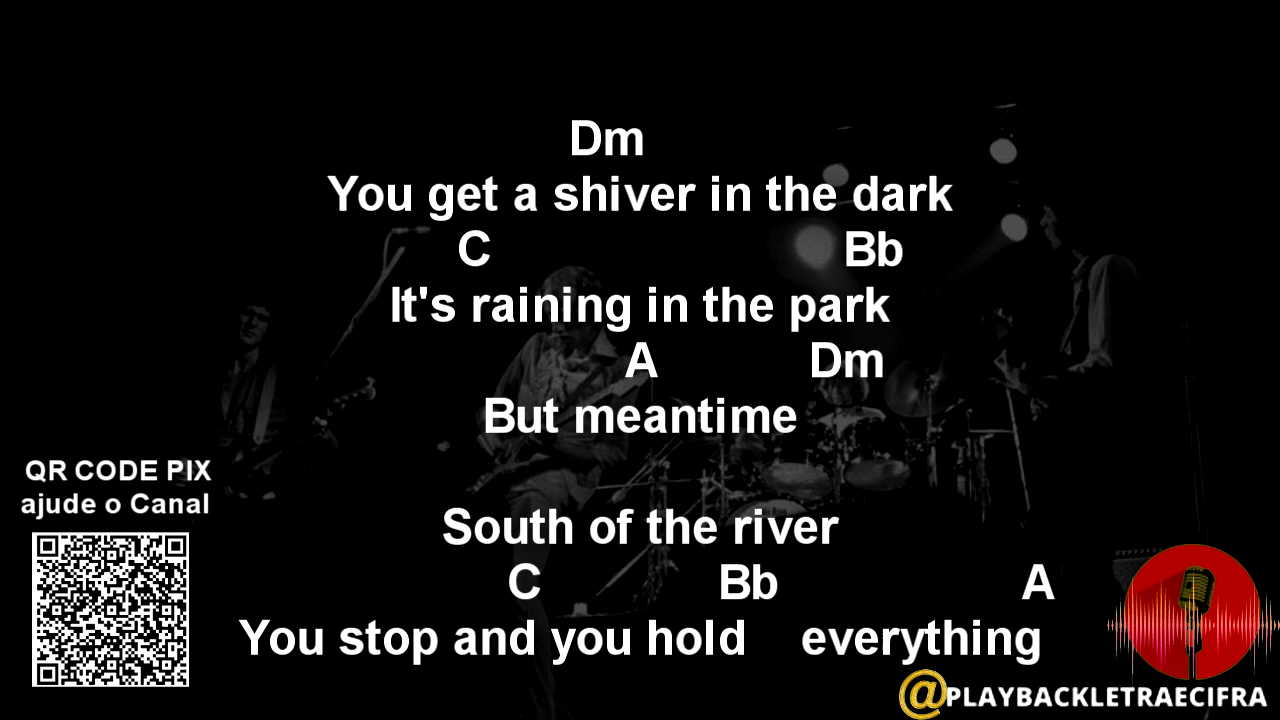 Dm
You get a shiver in the dark
C Bb
It's raining in the park
A Dm
But meantime
South of the river
C Bb A
You stop and you hold everything
QR CODE PIX
ajude o Canal
@PLAYBACKLETRAECIFRA